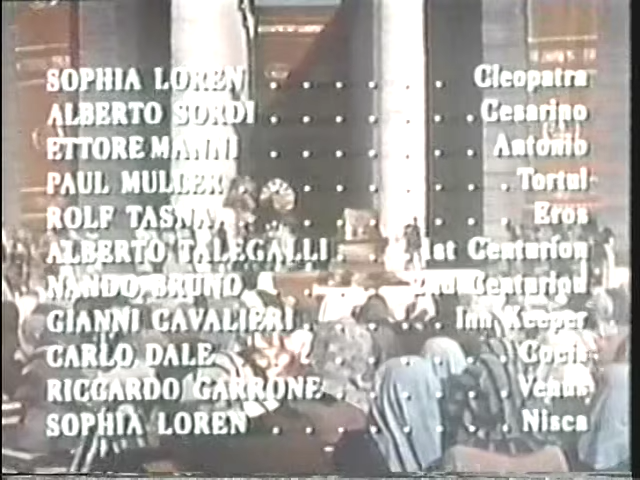 SOPHIA LOREN . . . . . . Cleopatra
ALBERTO SORDI . . . . . . . Cesarino
ETTORE MANNI . . . . . . . Antonio
PAUL MULLER . . . . . . . Tortul
ROLF TASNA . . . . . . . Eros
ALBERTO TALEGALLI . . . 1st Centurion
NANDO BRUNO . . . . 2nd Centurion
GIANNI CAVALIERI . . . . . Inn Keeper
CARLO DALE . . . . . . .
RICCARDO GARRONE . . . . . . Venus
SOPHIA LOREN . . . . . . . . Nisca